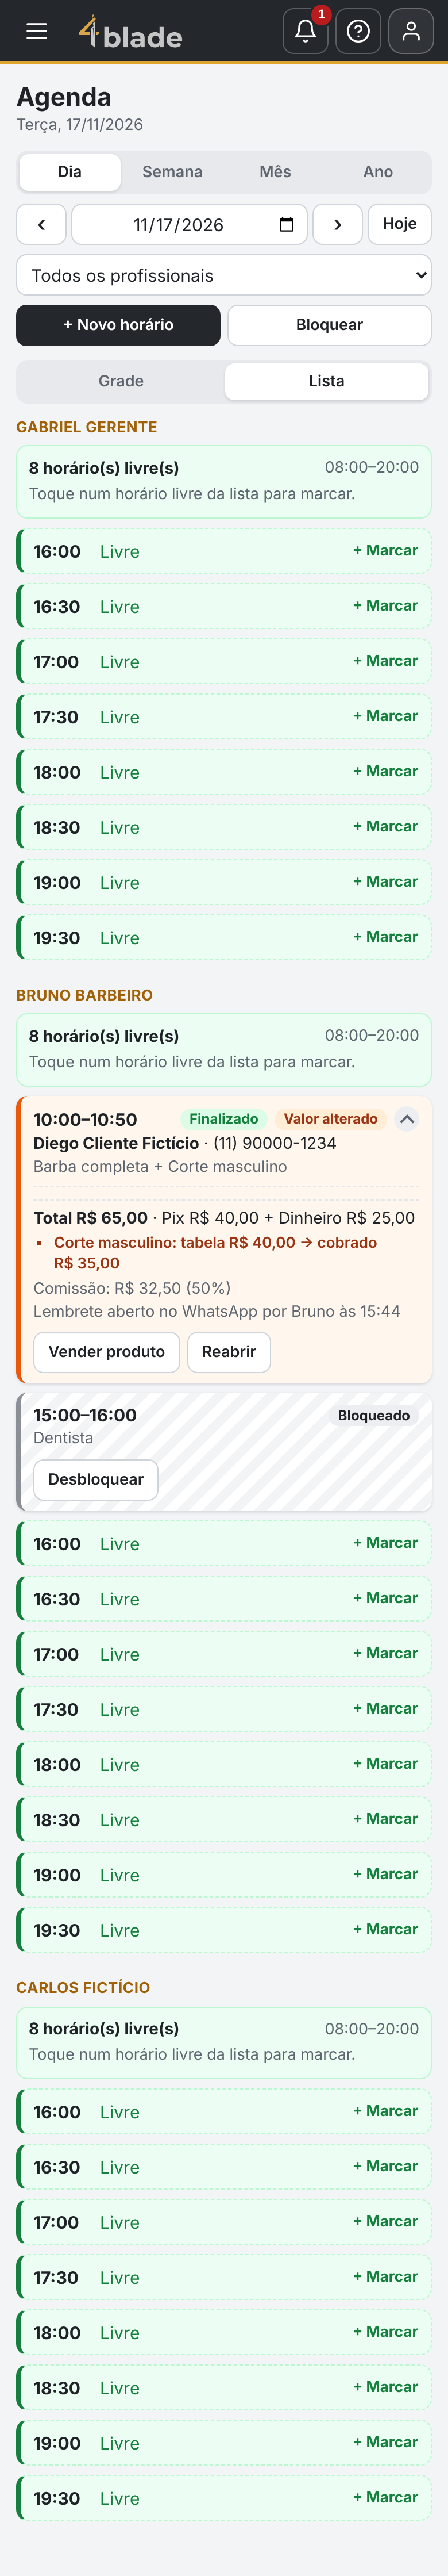 4blade
1
Agenda
Terça, 17/11/2026
Dia Semana Mês Ano
‹ 11/17/2026 › Hoje
Todos os profissionais
+ Novo horário Bloquear
Grade Lista
GABRIEL GERENTE
8 horário(s) livre(s) 08:00–20:00
Toque num horário livre da lista para marcar.
16:00 Livre + Marcar
16:30 Livre + Marcar
17:00 Livre + Marcar
17:30 Livre + Marcar
18:00 Livre + Marcar
18:30 Livre + Marcar
19:00 Livre + Marcar
19:30 Livre + Marcar
BRUNO BARBEIRO
8 horário(s) livre(s) 08:00–20:00
Toque num horário livre da lista para marcar.
10:00–10:50 Finalizado Valor alterado
Diego Cliente Fictício · (11) 90000-1234
Barba completa + Corte masculino
Total R$ 65,00 · Pix R$ 40,00 + Dinheiro R$ 25,00
• Corte masculino: tabela R$ 40,00 → cobrado
R$ 35,00
Comissão: R$ 32,50 (50%)
Lembrete aberto no WhatsApp por Bruno às 15:44
Vender produto Reabrir
15:00–16:00 Bloqueado
Dentista
Desbloquear
16:00 Livre + Marcar
16:30 Livre + Marcar
17:00 Livre + Marcar
17:30 Livre + Marcar
18:00 Livre + Marcar
18:30 Livre + Marcar
19:00 Livre + Marcar
19:30 Livre + Marcar
CARLOS FICTÍCIO
8 horário(s) livre(s) 08:00–20:00
Toque num horário livre da lista para marcar.
16:00 Livre + Marcar
16:30 Livre + Marcar
17:00 Livre + Marcar
17:30 Livre + Marcar
18:00 Livre + Marcar
18:30 Livre + Marcar
19:00 Livre + Marcar
19:30 Livre + Marcar